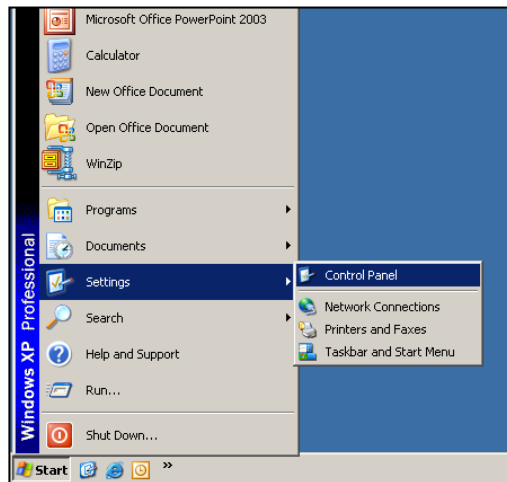 Microsoft Office PowerPoint 2003
Calculator
New Office Document
Open Office Document
WinZip
Programs
Documents
Settings
Search
Help and Support
Run...
Shut Down...
Control Panel
Network Connections
Printers and Faxes
Taskbar and Start Menu
Windows XP Professional
Start
»